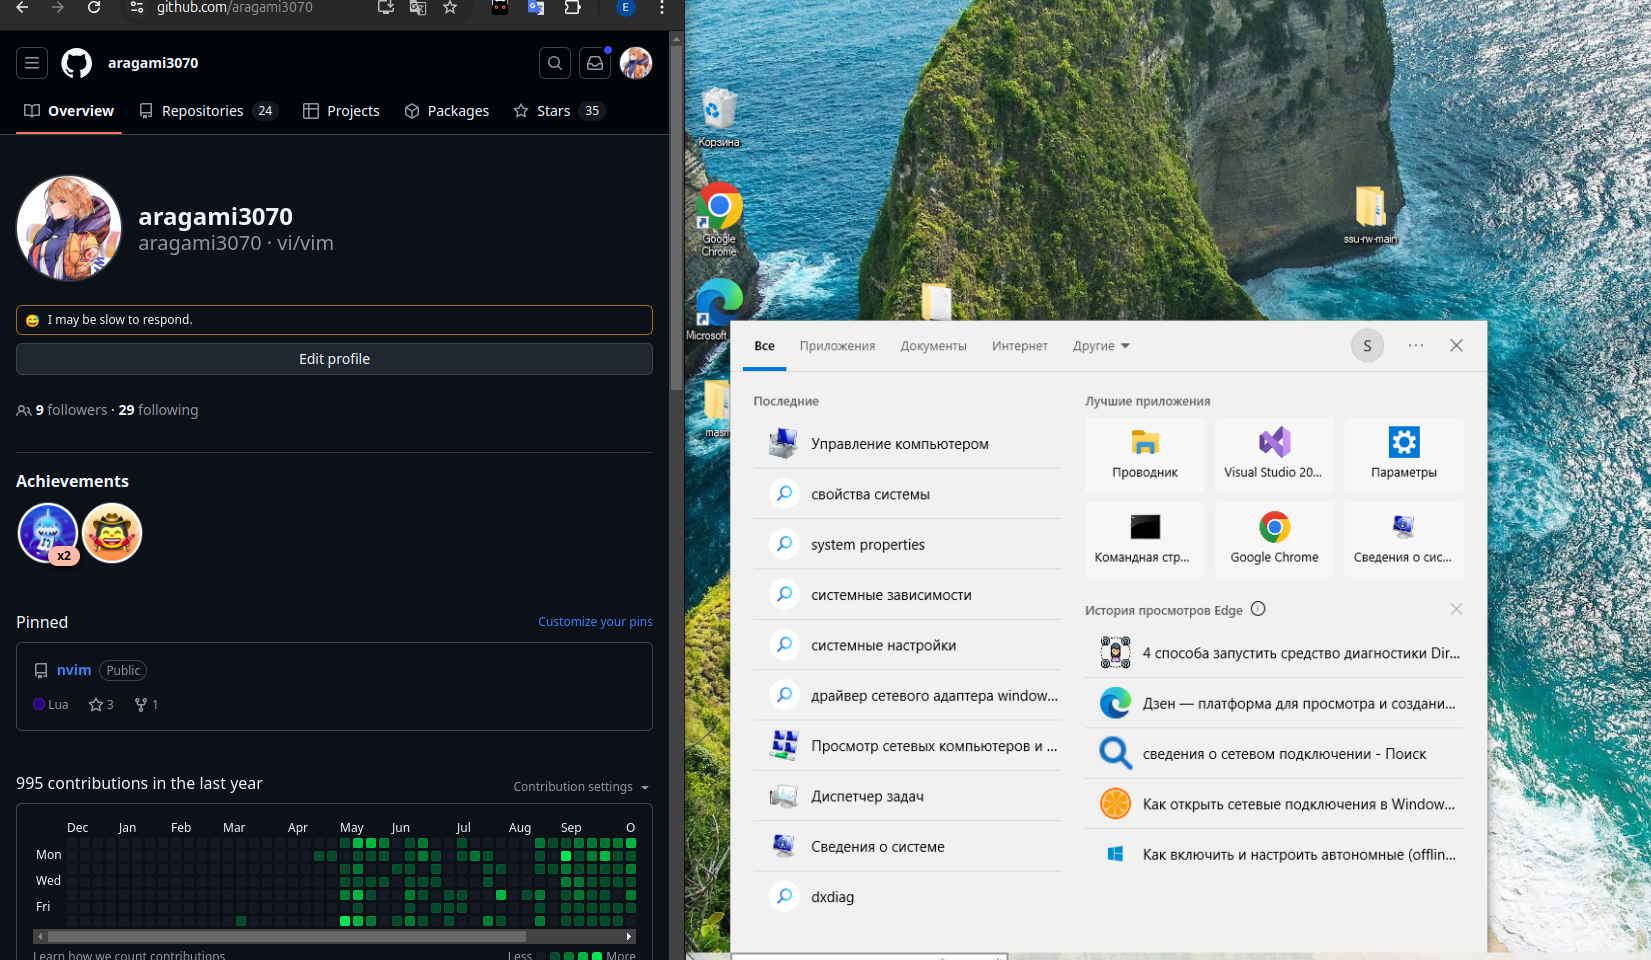 github.com/aragami3070
E
aragami3070
Overview
Repositories 24
Projects
Packages
Stars 35
aragami3070
aragami3070 · vi/vim
I may be slow to respond.
Edit profile
9 followers · 29 following
Achievements
x2
Pinned
Customize your pins
nvim Public
Lua 3 1
995 contributions in the last year
Contribution settings
Dec Jan Feb Mar Apr May Jun Jul Aug Sep O
Mon
Wed
Fri
Learn how we count contributions
Less More
Корзина
Google
Chrome
Microsoft
ssu-rw-main
Все Приложения Документы Интернет Другие
S
Последние
Управление компьютером
свойства системы
system properties
системные зависимости
системные настройки
драйвер сетевого адаптера window...
Просмотр сетевых компьютеров и ...
Диспетчер задач
Сведения о системе
dxdiag
Лучшие приложения
Проводник
Visual Studio 20...
Параметры
Командная стр...
Google Chrome
Сведения о сис...
История просмотров Edge
4 способа запустить средство диагностики Dir...
Дзен — платформа для просмотра и создани...
сведения о сетевом подключении - Поиск
Как открыть сетевые подключения в Window...
Как включить и настроить автономные (offlin...